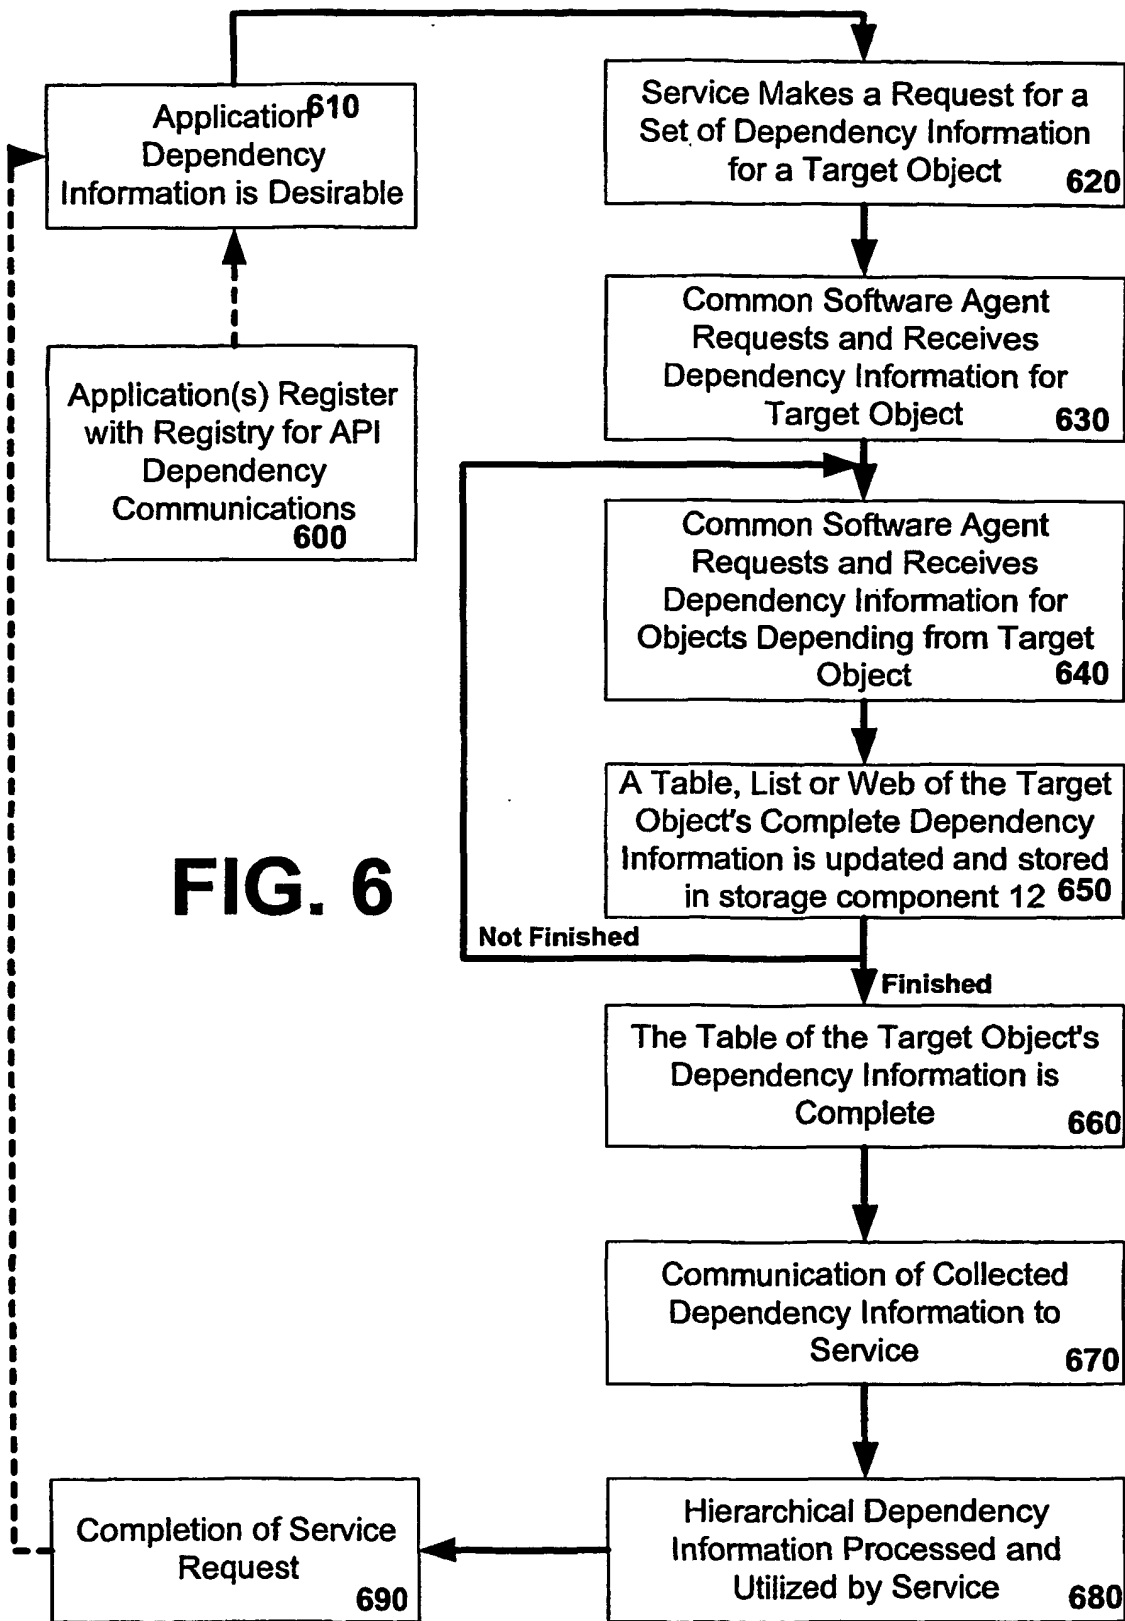 610
Application
Dependency
Information is Desirable
Application(s) Register
with Registry for API
Dependency
Communications
600
Service Makes a Request for a
Set of Dependency Information
for a Target Object 620
Common Software Agent
Requests and Receives
Dependency Information for
Target Object 630
Common Software Agent
Requests and Receives
Dependency Information for
Objects Depending from Target
Object 640
A Table, List or Web of the Target
Object's Complete Dependency
Information is updated and stored
in storage component 12 650
FIG. 6
Not Finished
Finished
The Table of the Target Object's
Dependency Information is
Complete 660
Communication of Collected
Dependency Information to
Service 670
Hierarchical Dependency
Information Processed and
Utilized by Service 680
Completion of Service
Request
690